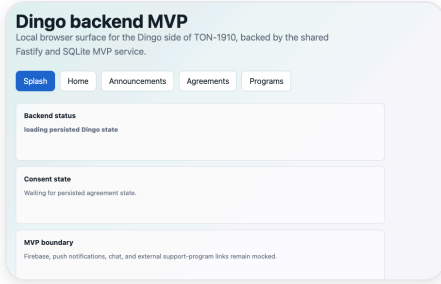 Dingo backend MVP
Local browser surface for the Dingo side of TON-1910, backed by the shared
Fastify and SQLite MVP service.
Splash Home Announcements Agreements Programs
Backend status
loading persisted Dingo state
Consent state
Waiting for persisted agreement state.
MVP boundary
Firebase, push notifications, chat, and external support-program links remain mocked.